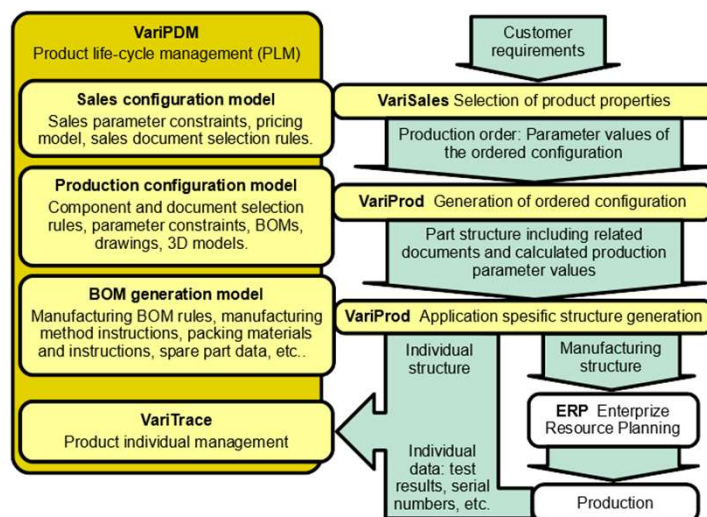 VariPDM
Product life-cycle management (PLM)
Sales configuration model
Sales parameter constraints, pricing
model, sales document selection rules.
Production configuration model
Component and document selection
rules, parameter constraints, BOMs,
drawings, 3D models.
BOM generation model
Manufacturing BOM rules, manufacturing
method instructions, packing materials
and instructions, spare part data, etc..
VariTrace
Product individual management
Customer
requirements
VariSales Selection of product properties
Production order: Parameter values of
the ordered configuration
VariProd Generation of ordered configuration
Part structure including related
documents and calculated production
parameter values
VariProd Application spesific structure generation
Individual
structure
Manufacturing
structure
ERP Enterprize
Resource Planning
Individual
data: test
results, serial
numbers, etc.
Production